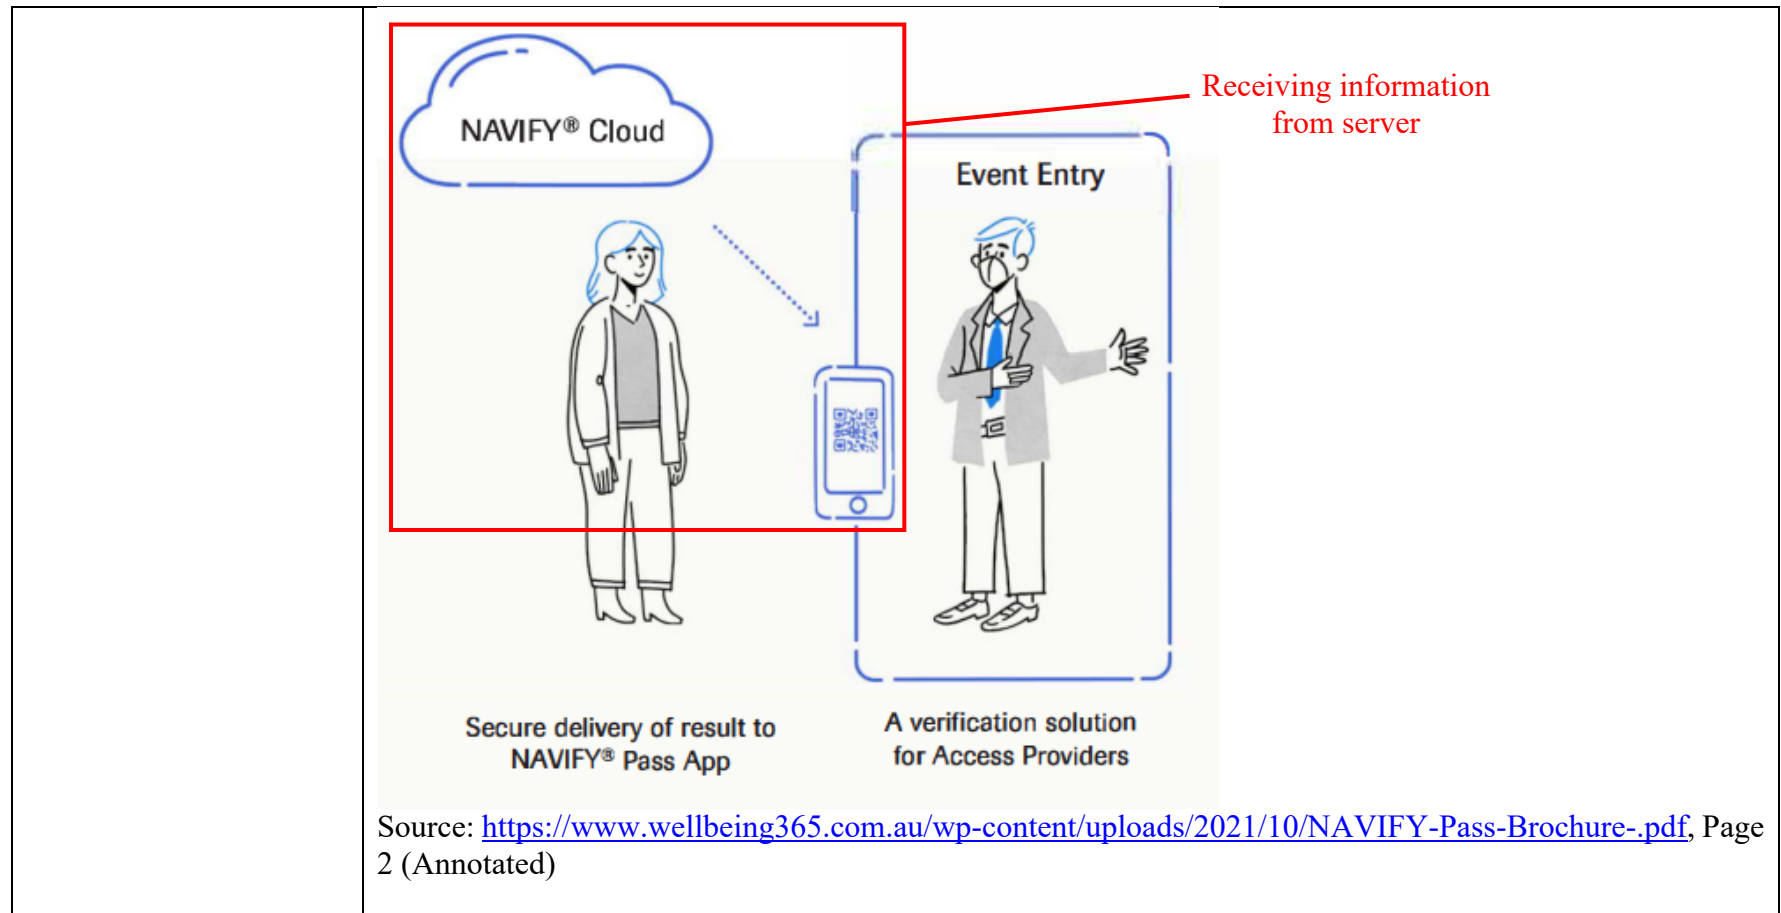 NAVIFY® Cloud
Receiving information
from server
Event Entry
Secure delivery of result to
NAVIFY® Pass App
A verification solution
for Access Providers
Source: https://www.wellbeing365.com.au/wp-content/uploads/2021/10/NAVIFY-Pass-Brochure-.pdf, Page
2 (Annotated)